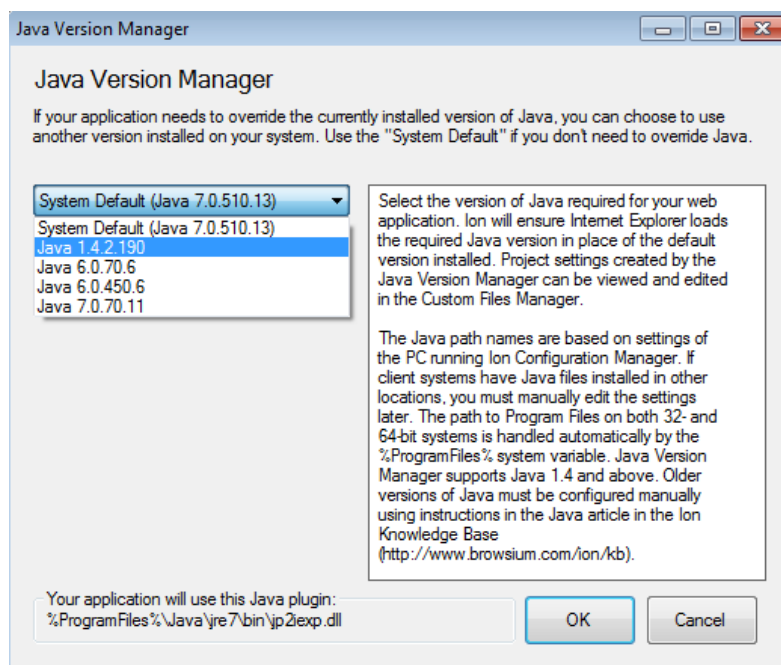 Java Version Manager
Java Version Manager
If your application needs to override the currently installed version of Java, you can choose to use
another version installed on your system. Use the "System Default" if you don't need to override Java.
System Default (Java 7.0.510.13)
System Default (Java 7.0.510.13)
Java 1.4.2.190
Java 6.0.70.6
Java 6.0.450.6
Java 7.0.70.11
Select the version of Java required for your web
application. Ion will ensure Internet Explorer loads
the required Java version in place of the default
version installed. Project settings created by the
Java Version Manager can be viewed and edited
in the Custom Files Manager.
The Java path names are based on settings of
the PC running Ion Configuration Manager. If
client systems have Java files installed in other
locations, you must manually edit the settings
later. The path to Program Files on both 32- and
64-bit systems is handled automatically by the
%ProgramFiles% system variable. Java Version
Manager supports Java 1.4 and above. Older
versions of Java must be configured manually
using instructions in the Java article in the Ion
Knowledge Base
(http://www.browsium.com/ion/kb).
Your application will use this Java plugin:
%ProgramFiles%\Java\jre7\bin\jp2iexp.dll
OK
Cancel